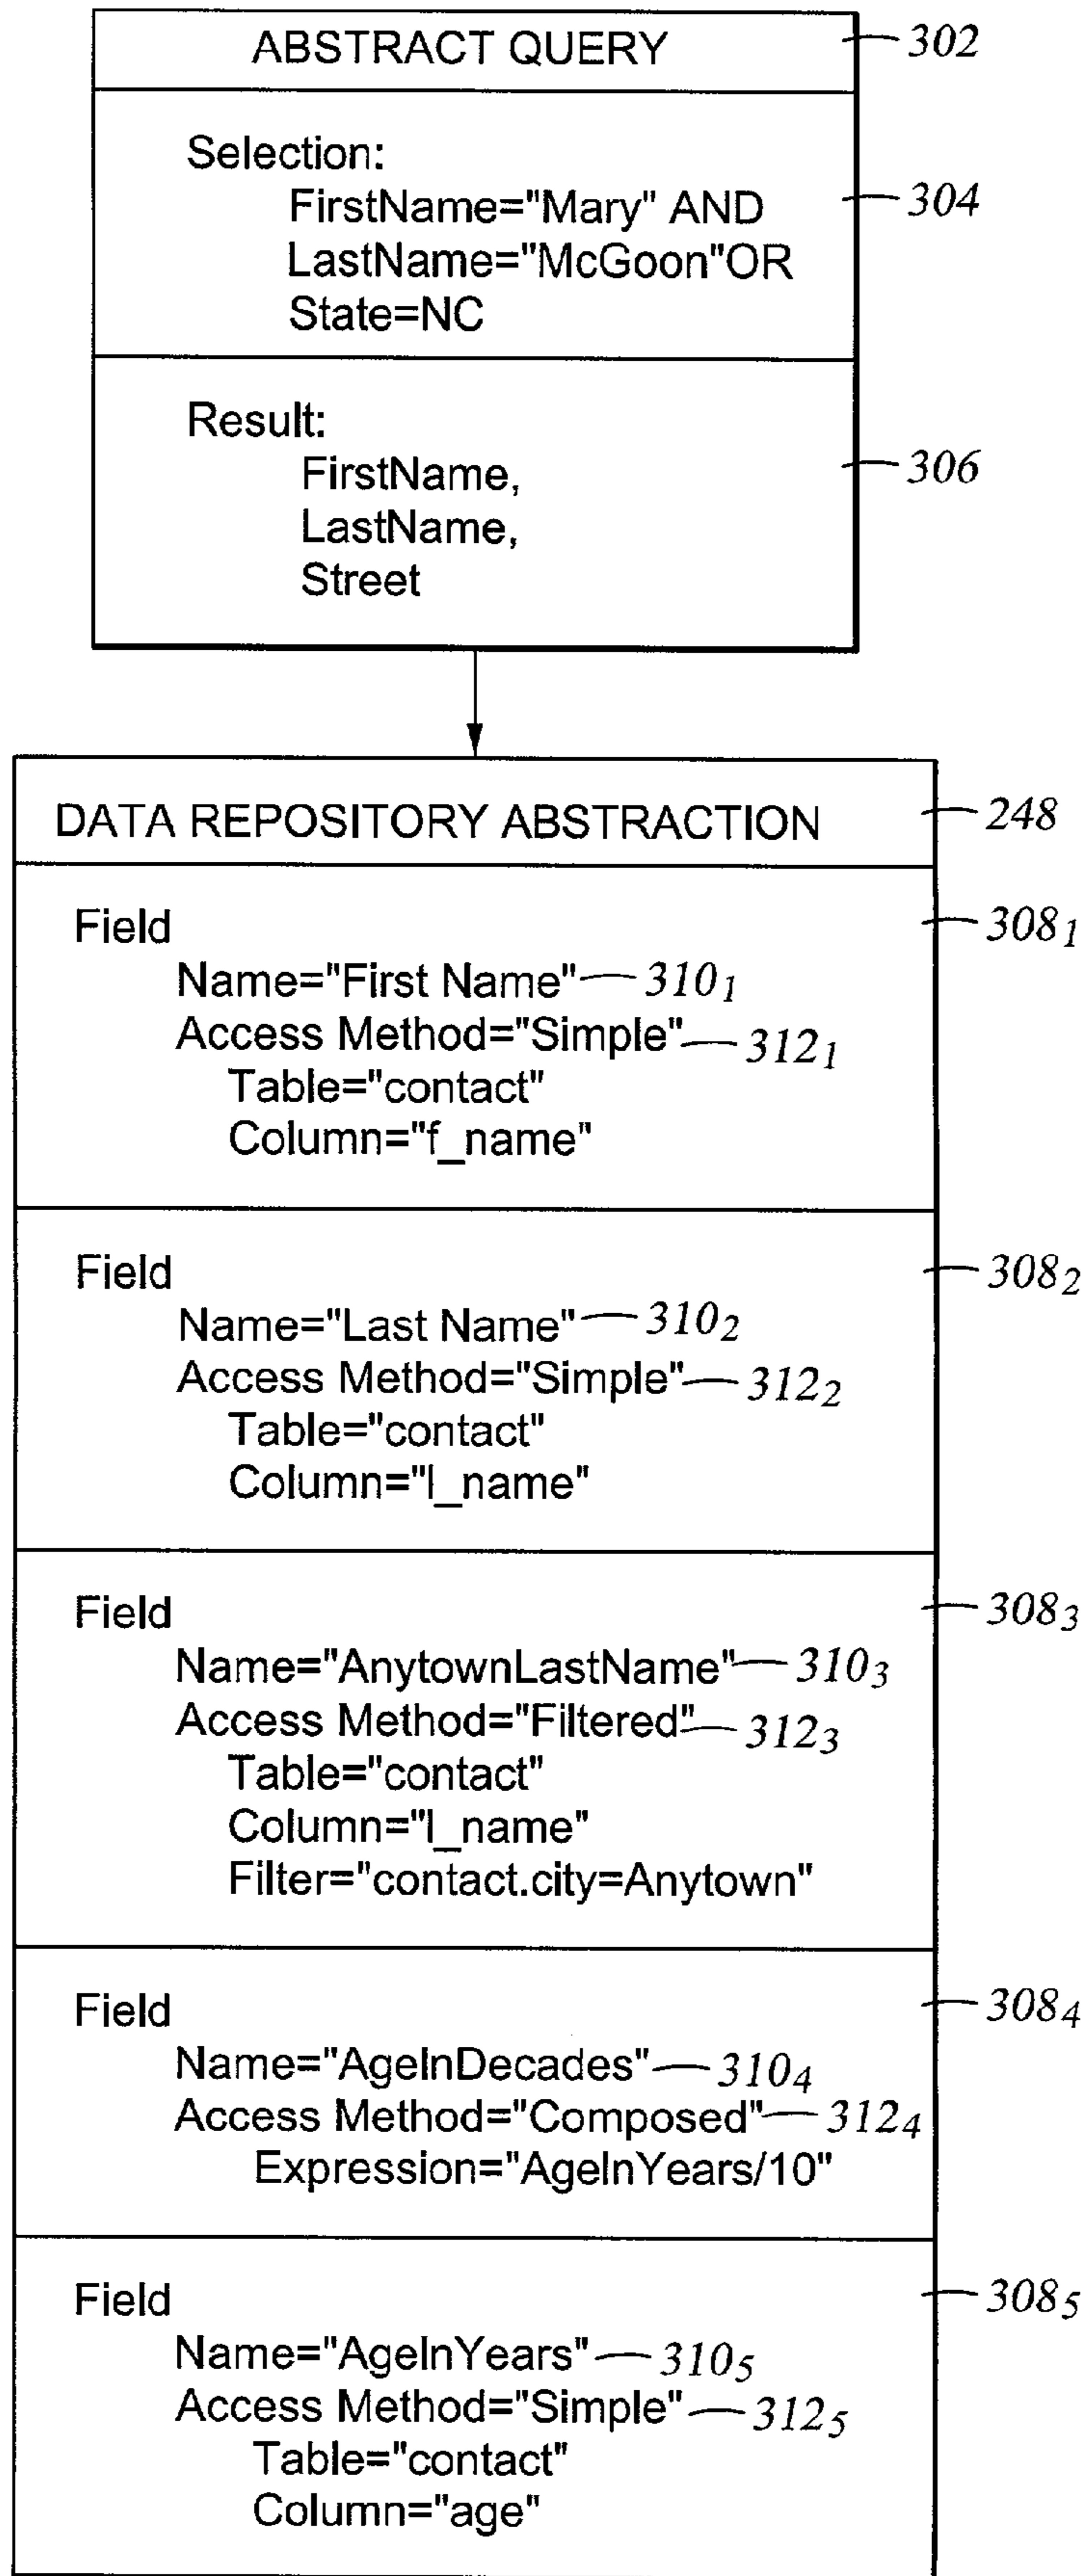 ABSTRACT QUERY 302
Selection:
FirstName="Mary" AND 304
LastName="McGoon"OR
State=NC
Result:
FirstName, 306
LastName,
Street
DATA REPOSITORY ABSTRACTION 248
Field 308₁
Name="First Name" 310₁
Access Method="Simple" 312₁
Table="contact"
Column="f_name"
Field 308₂
Name="Last Name" 310₂
Access Method="Simple" 312₂
Table="contact"
Column="l_name"
Field 308₃
Name="AnytownLastName" 310₃
Access Method="Filtered" 312₃
Table="contact"
Column="l_name"
Filter="contact.city=Anytown"
Field 308₄
Name="AgeInDecades" 310₄
Access Method="Composed" 312₄
Expression="AgeInYears/10"
Field 308₅
Name="AgeInYears" 310₅
Access Method="Simple" 312₅
Table="contact"
Column="age"